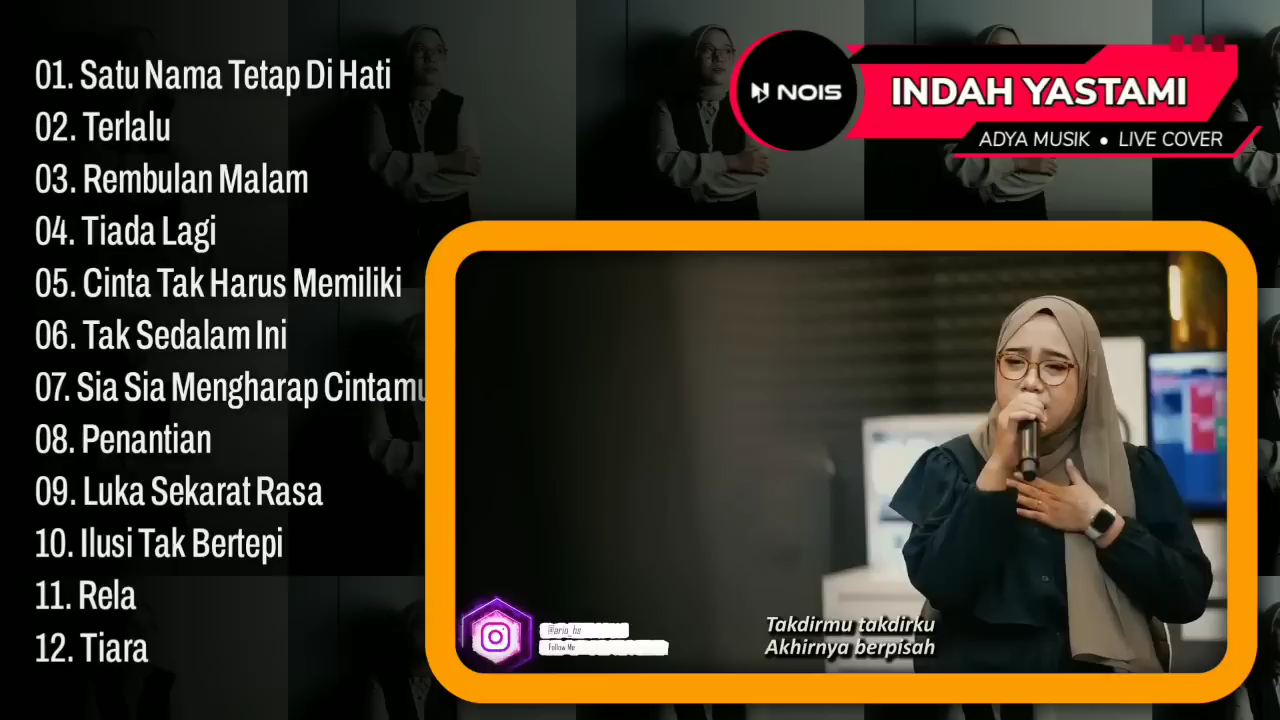 01. Satu Nama Tetap Di Hati
02. Terlalu
03. Rembulan Malam
04. Tiada Lagi
05. Cinta Tak Harus Memiliki
06. Tak Sedalam Ini
07. Sia Sia Mengharap Cintamu
08. Penantian
09. Luka Sekarat Rasa
10. Ilusi Tak Bertepi
11. Rela
12. Tiara
NOIS
INDAH YASTAMI
ADYA MUSIK • LIVE COVER
@ario_hs
Follow Me
Takdirmu takdirku
Akhirnya berpisah